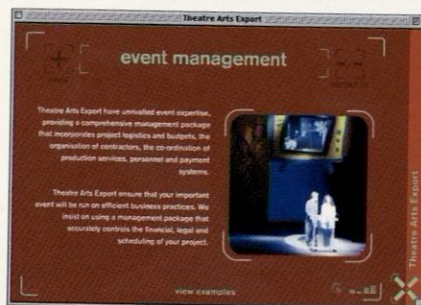 Theatre Arts Export
event management
Theatre Arts Export have unrivalled event expertise,
providing a comprehensive management package
that incorporates project logistics and budgets, the
organisation of contractors, the co-ordination of
production services, personnel and payment
systems.
Theatre Arts Export ensure that your important
event will be run on efficient business practices. We
insist on using a management package that
accurately controls the financial, legal and
scheduling of your project.
Theatre Arts Export
view examples